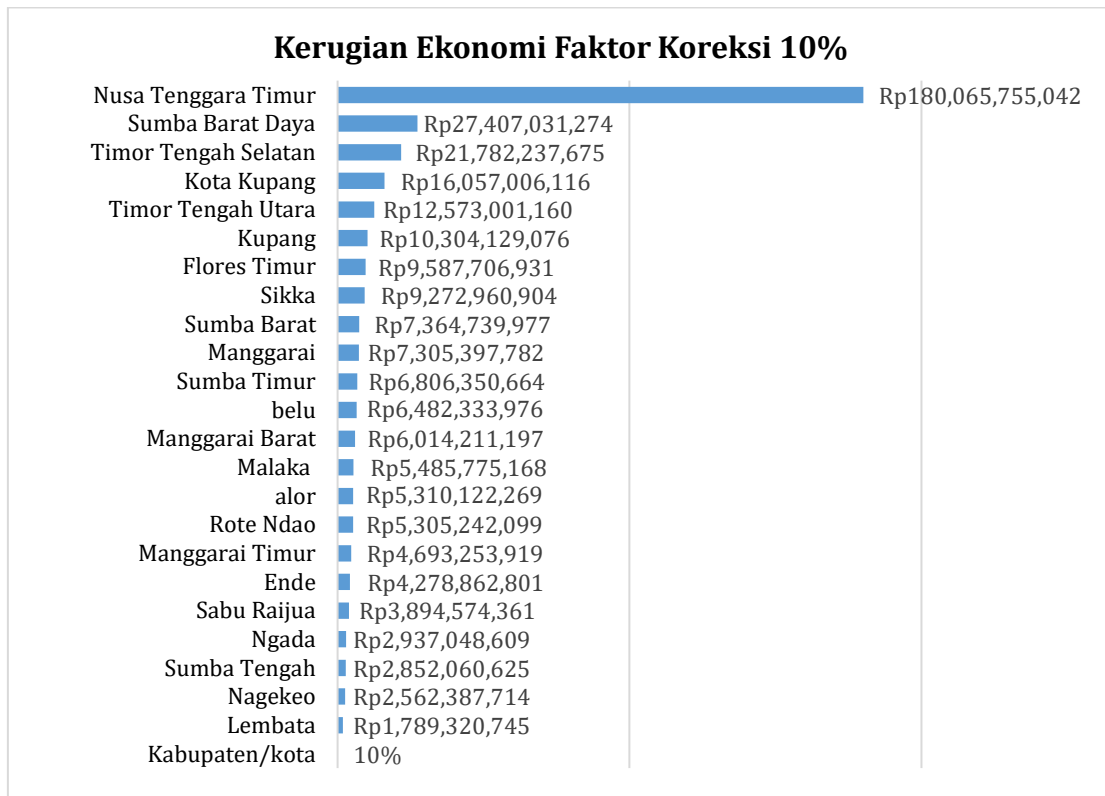 Kerugian Ekonomi Faktor Koreksi 10%
Nusa Tenggara Timur Rp180,065,755,042
Sumba Barat Daya Rp27,407,031,274
Timor Tengah Selatan Rp21,782,237,675
Kota Kupang Rp16,057,006,116
Timor Tengah Utara Rp12,573,001,160
Kupang Rp10,304,129,076
Flores Timur Rp9,587,706,931
Sikka Rp9,272,960,904
Sumba Barat Rp7,364,739,977
Manggarai Rp7,305,397,782
Sumba Timur Rp6,806,350,664
belu Rp6,482,333,976
Manggarai Barat Rp6,014,211,197
Malaka Rp5,485,775,168
alor Rp5,310,122,269
Rote Ndao Rp5,305,242,099
Manggarai Timur Rp4,693,253,919
Ende Rp4,278,862,801
Sabu Raijua Rp3,894,574,361
Ngada Rp2,937,048,609
Sumba Tengah Rp2,852,060,625
Nagekeo Rp2,562,387,714
Lembata Rp1,789,320,745
Kabupaten/kota 10%